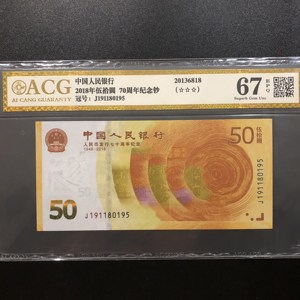 ACG
AI CANG GUARANTY
中国人民银行
2018年伍拾圆 70周年纪念钞
冠号: J191180195
20136818
(☆☆☆)
67
EPQ
Superb Gem Unc
中国人民银行
人民币发行七十周年纪念
1948-2018
50
伍拾圆
50
J191180195